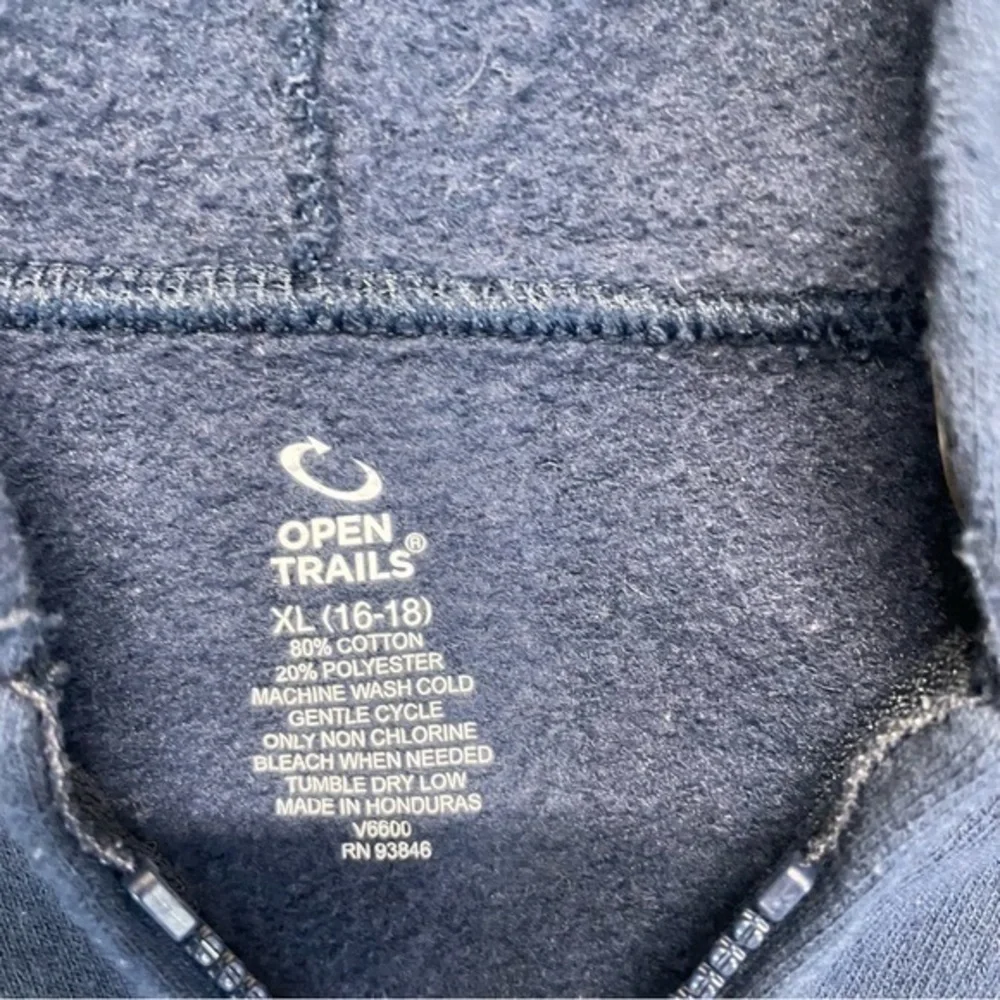 OPEN
TRAILS®
XL (16-18)
80% COTTON
20% POLYESTER
MACHINE WASH COLD
GENTLE CYCLE
ONLY NON CHLORINE
BLEACH WHEN NEEDED
TUMBLE DRY LOW
MADE IN HONDURAS
V6600
RN 93846